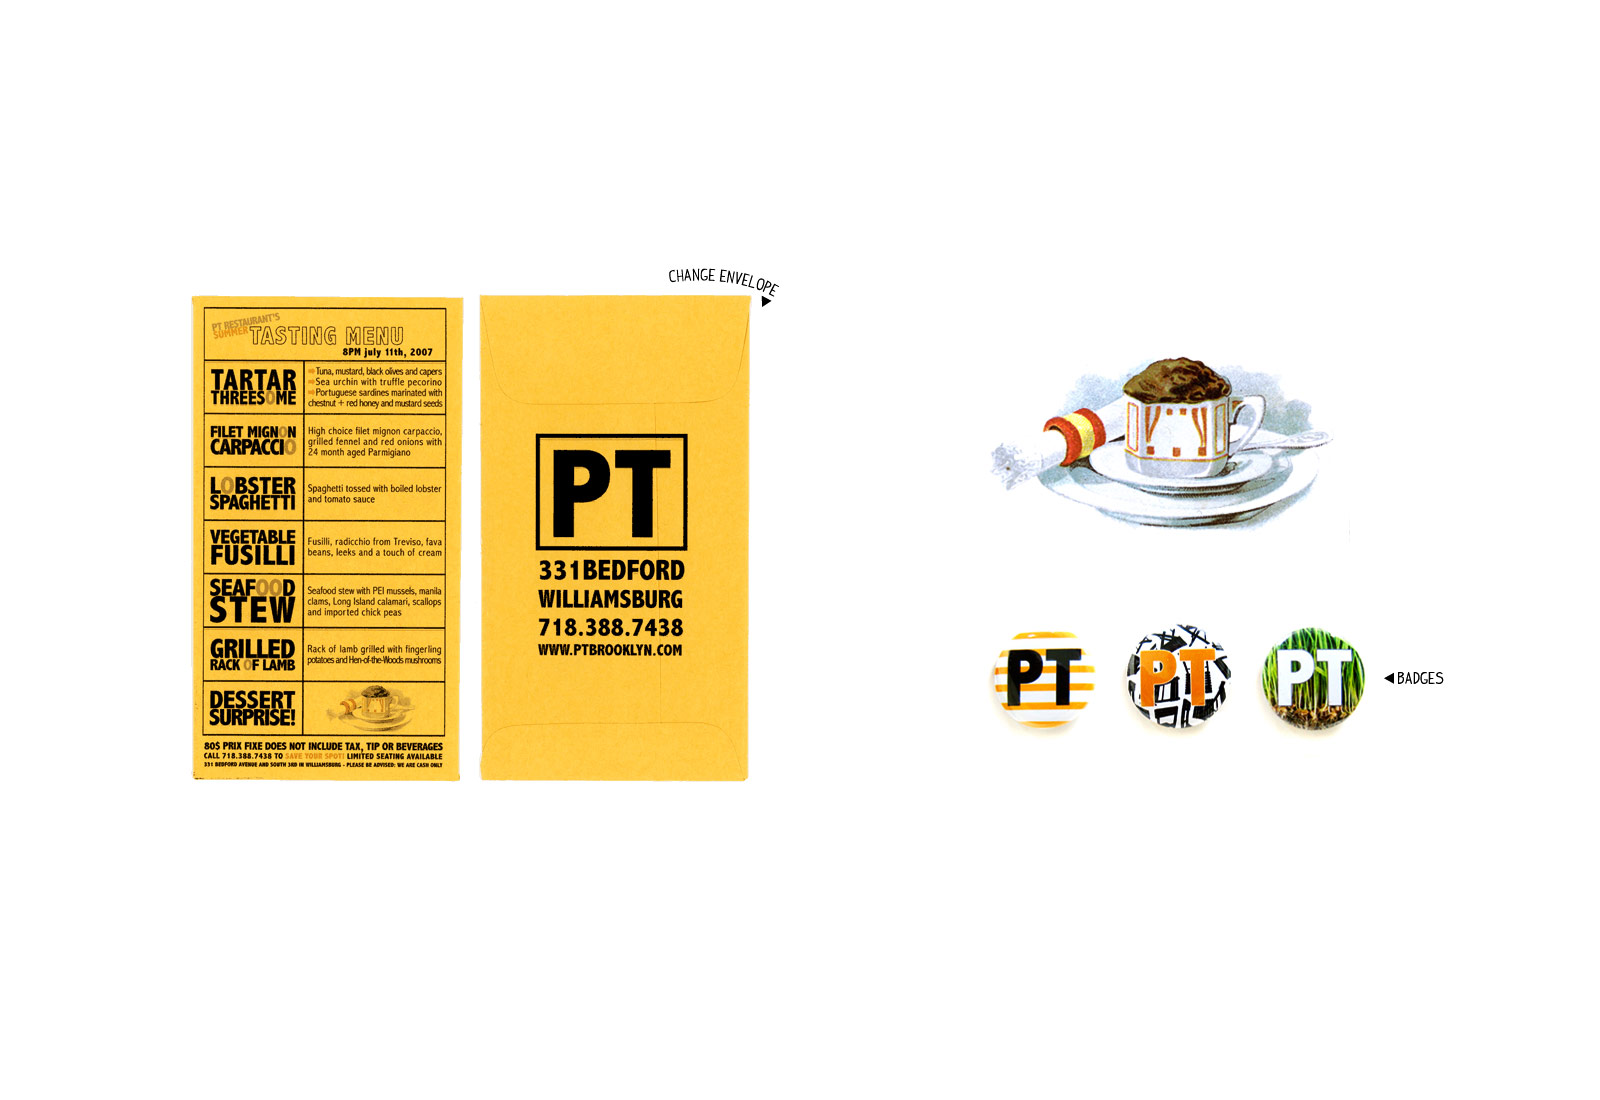 CHANGE ENVELOPE
PT RESTAURANT'S
SUMMER TASTING MENU
8PM july 11th, 2007
TARTAR
THREESOME
Tuna, mustard, black olives and capers
Sea urchin with truffle pecorino
Portuguese sardines marinated with
chestnut + red honey and mustard seeds
FILET MIGNON
CARPACCIO
High choice filet mignon carpaccio,
grilled fennel and red onions with
24 month aged Parmigiano
LOBSTER
SPAGHETTI
Spaghetti tossed with boiled lobster
and tomato sauce
VEGETABLE
FUSILLI
Fusilli, radicchio from Treviso, fava
beans, leeks and a touch of cream
SEAFOOD
STEW
Seafood stew with PEI mussels, manila
clams, Long Island calamari, scallops
and imported chick peas
GRILLED
RACK OF LAMB
Rack of lamb grilled with fingerling
potatoes and Hen-of-the-Woods mushrooms
DESSERT
SURPRISE!
80$ PRIX FIXE DOES NOT INCLUDE TAX, TIP OR BEVERAGES
CALL 718.388.7438 TO SAVE YOUR SPOT! LIMITED SEATING AVAILABLE
331 BEDFORD AVENUE AND SOUTH 3RD IN WILLIAMSBURG - PLEASE BE ADVISED: WE ARE CASH ONLY
PT
331BEDFORD
WILLIAMSBURG
718.388.7438
WWW.PTBROOKLYN.COM
PT
PT
PT
BADGES